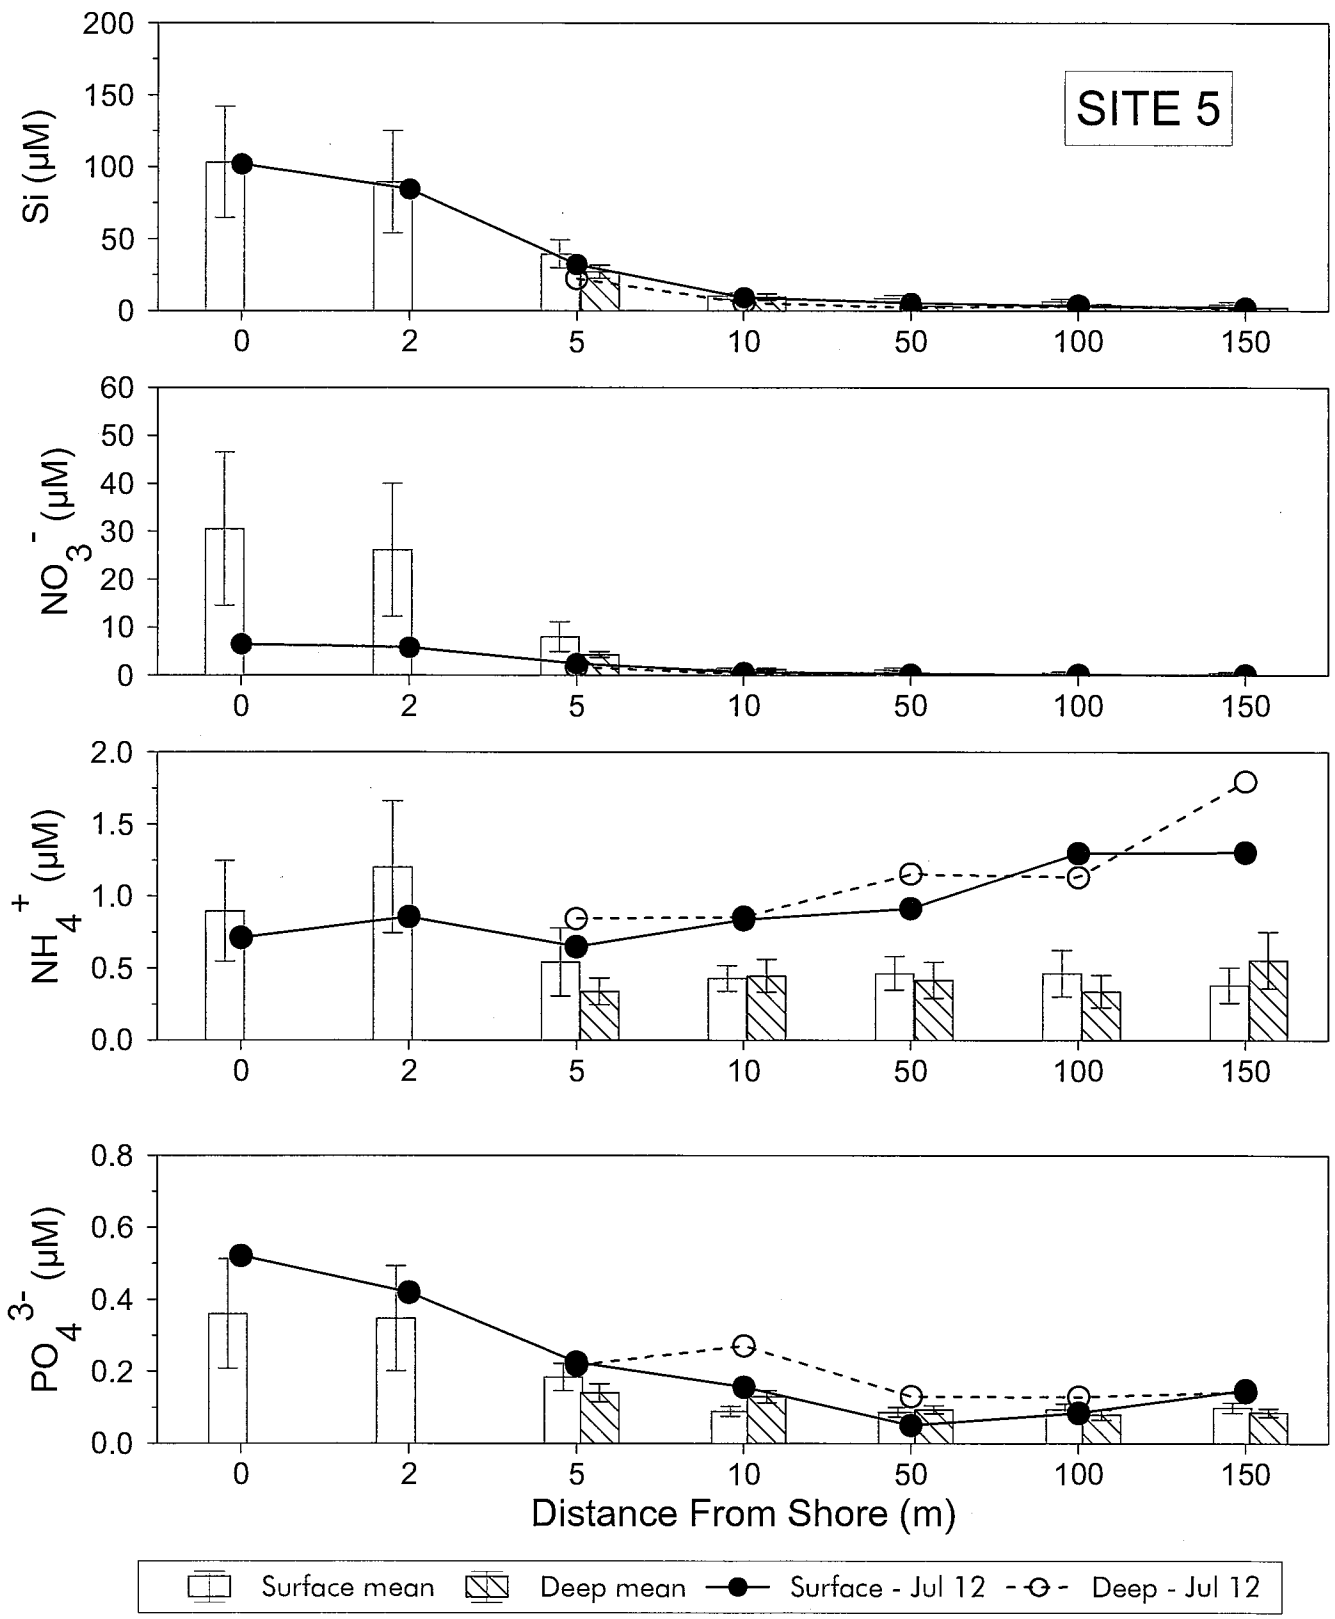 SITE 5
Si (µM)
200
150
100
50
0
0 2 5 10 50 100 150
NO3- (µM)
60
50
40
30
20
10
0
0 2 5 10 50 100 150
NH4+ (µM)
2.0
1.5
1.0
0.5
0.0
0 2 5 10 50 100 150
PO43- (µM)
0.8
0.6
0.4
0.2
0.0
0 2 5 10 50 100 150
Distance From Shore (m)
Surface mean Deep mean Surface - Jul 12 Deep - Jul 12